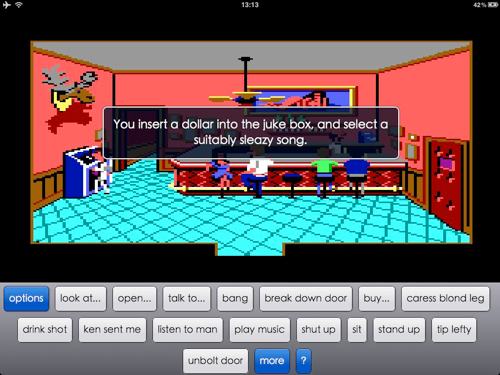 13:13
42%
You insert a dollar into the juke box, and select a
suitably sleazy song.
options look at... open... talk to... bang break down door buy... caress blond leg
drink shot ken sent me listen to man play music shut up sit stand up tip lefty
unbolt door more ?